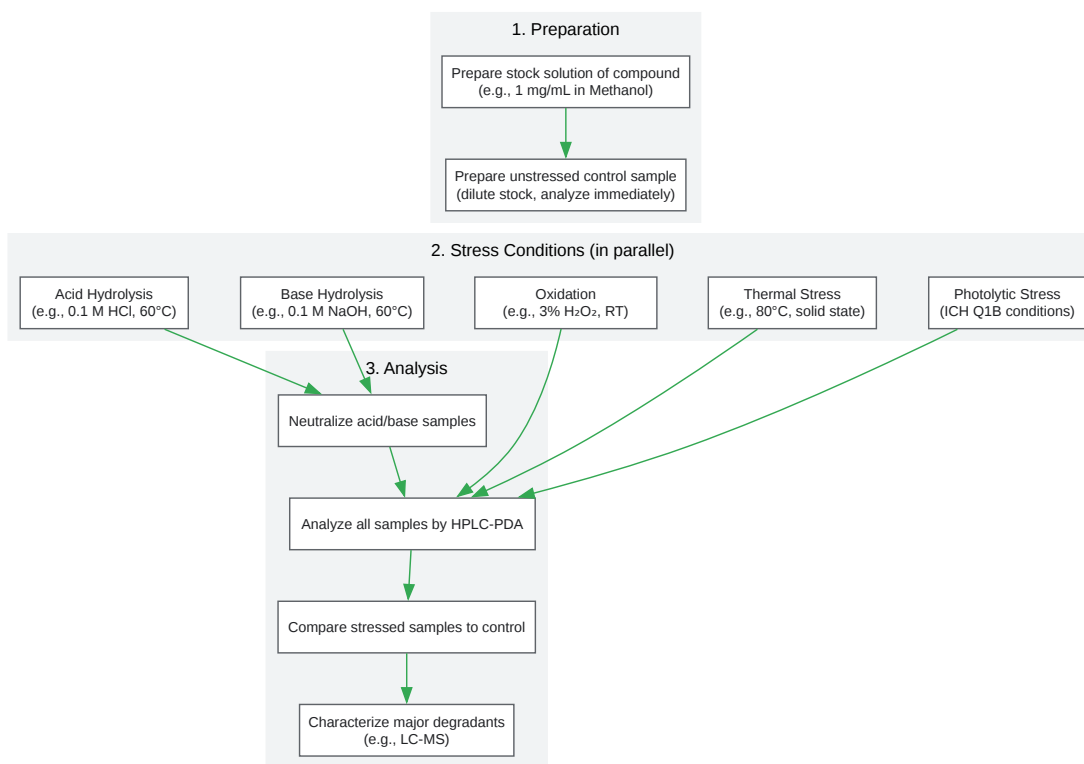 1. Preparation
Prepare stock solution of compound
(e.g., 1 mg/mL in Methanol)
Prepare unstressed control sample
(dilute stock, analyze immediately)
2. Stress Conditions (in parallel)
Acid Hydrolysis
(e.g., 0.1 M HCl, 60°C)
Base Hydrolysis
(e.g., 0.1 M NaOH, 60°C)
Oxidation
(e.g., 3% H₂O₂, RT)
Thermal Stress
(e.g., 80°C, solid state)
Photolytic Stress
(ICH Q1B conditions)
3. Analysis
Neutralize acid/base samples
Analyze all samples by HPLC-PDA
Compare stressed samples to control
Characterize major degradants
(e.g., LC-MS)